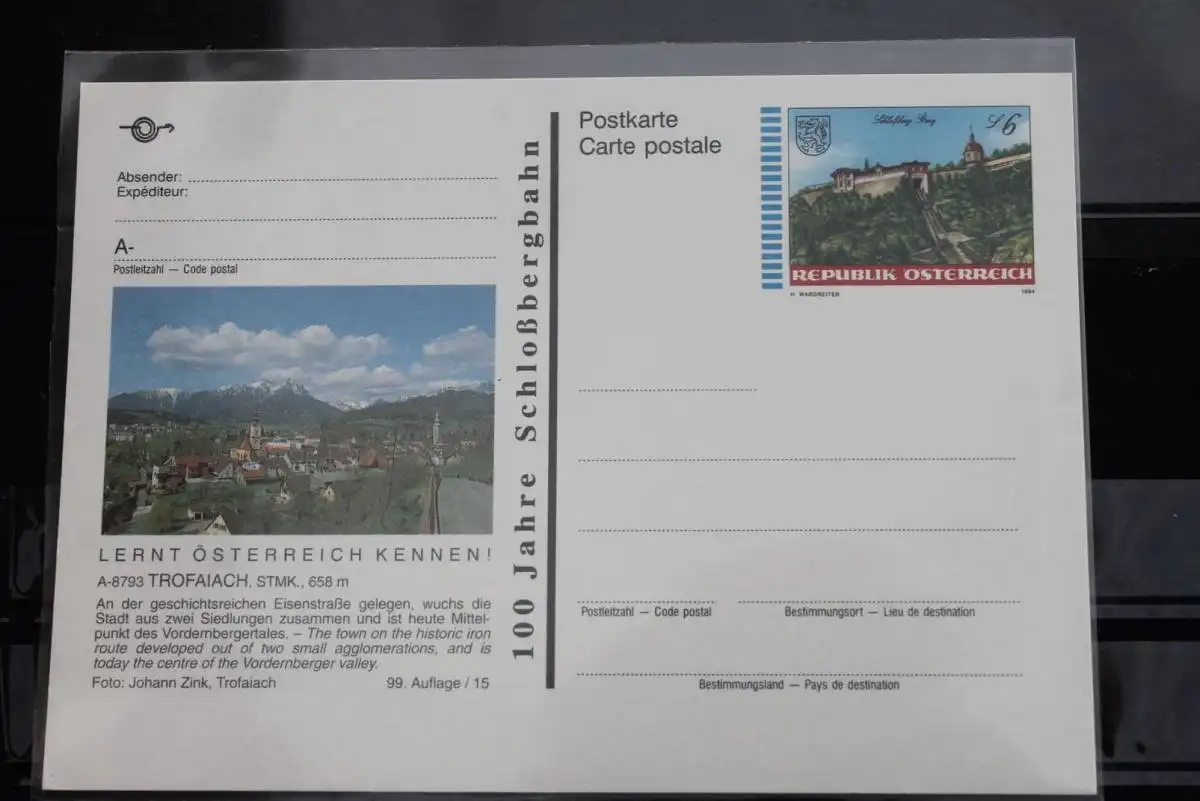 Absender:
Expéditeur:
A-
Postleitzahl — Code postal
LERNT ÖSTERREICH KENNEN!
A-8793 TROFAIACH, STMK., 658 m
An der geschichtsreichen Eisenstraße gelegen, wuchs die
Stadt aus zwei Siedlungen zusammen und ist heute Mittel-
punkt des Vordernbergertales. – The town on the historic iron
route developed out of two small agglomerations, and is
today the centre of the Vordernberger valley.
Foto: Johann Zink, Trofaiach 99. Auflage / 15
100 Jahre Schloßbergbahn
Postkarte
Carte postale
Schloßberg Graz
S 6
REPUBLIK ÖSTERREICH
H. MARGREITER 1994
Postleitzahl — Code postal Bestimmungsort — Lieu de destination
Bestimmungsland — Pays de destination